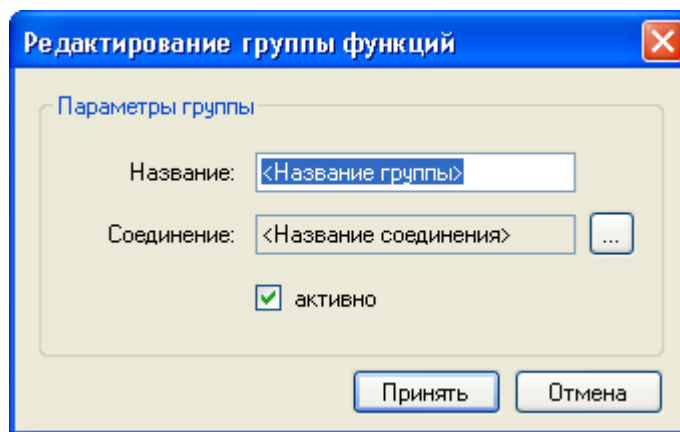 Редактирование группы функций
Параметры группы
Название: <Название группы>
Соединение: <Название соединения> ...
активно
Принять Отмена